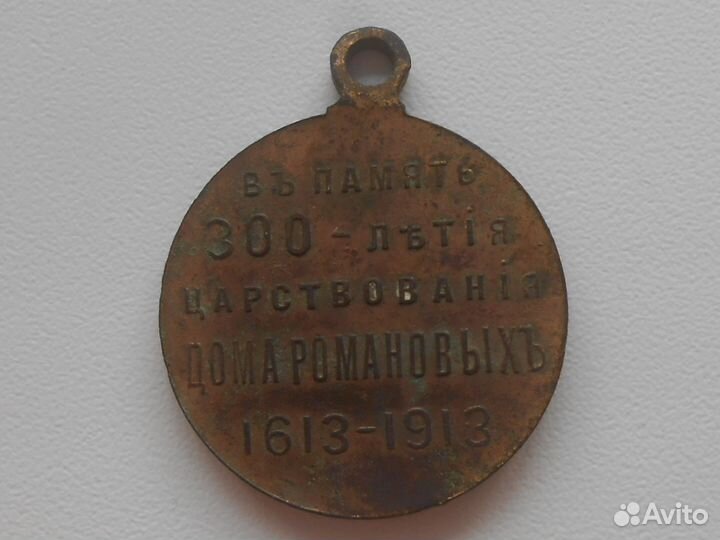 ВЪ ПАМЯТЬ
300-ЛѢТІЯ
ЦАРСТВОВАНІЯ
ДОМА РОМАНОВЫХЪ
1613-1913
Avito